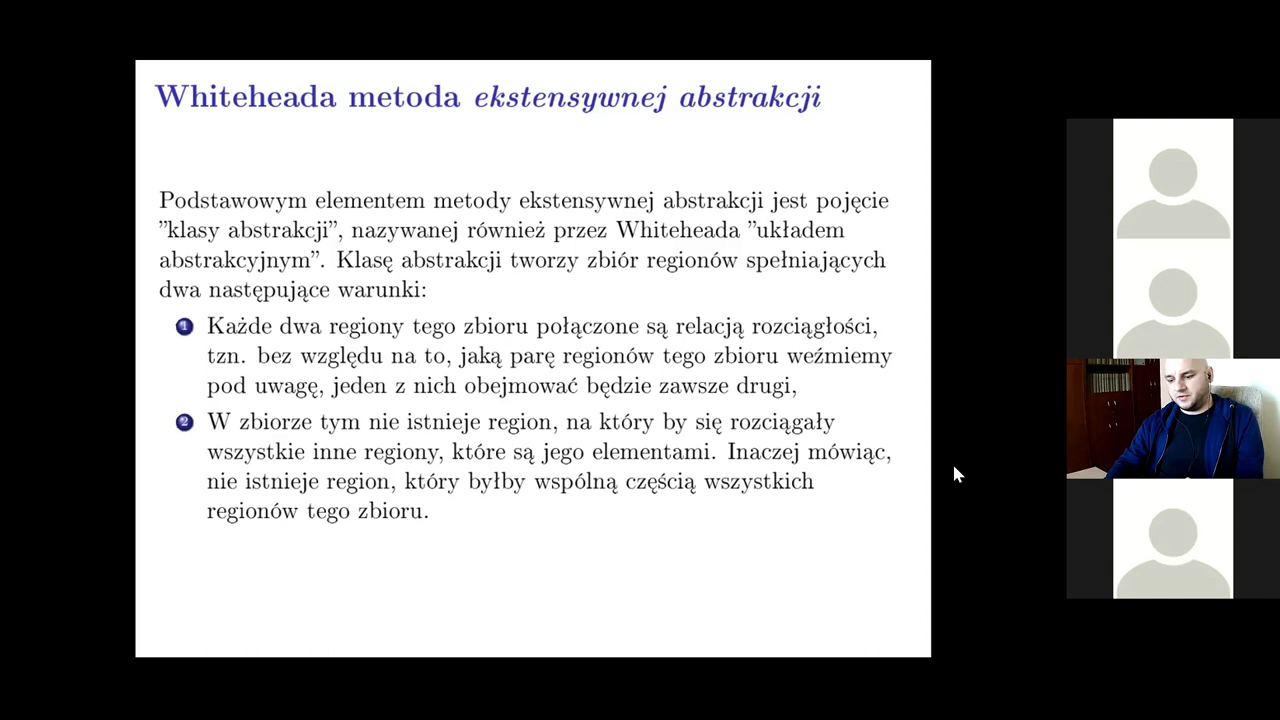 Whiteheada metoda ekstensywnej abstrakcji
Podstawowym elementem metody ekstensywnej abstrakcji jest pojęcie
"klasy abstrakcji", nazywanej również przez Whiteheada "układem
abstrakcyjnym". Klasę abstrakcji tworzy zbiór regionów spełniających
dwa następujące warunki:
1 Każde dwa regiony tego zbioru połączone są relacją rozciągłości,
tzn. bez względu na to, jaką parę regionów tego zbioru weźmiemy
pod uwagę, jeden z nich obejmować będzie zawsze drugi,
2 W zbiorze tym nie istnieje region, na który by się rozciągały
wszystkie inne regiony, które są jego elementami. Inaczej mówiąc,
nie istnieje region, który byłby wspólną częścią wszystkich
regionów tego zbioru.